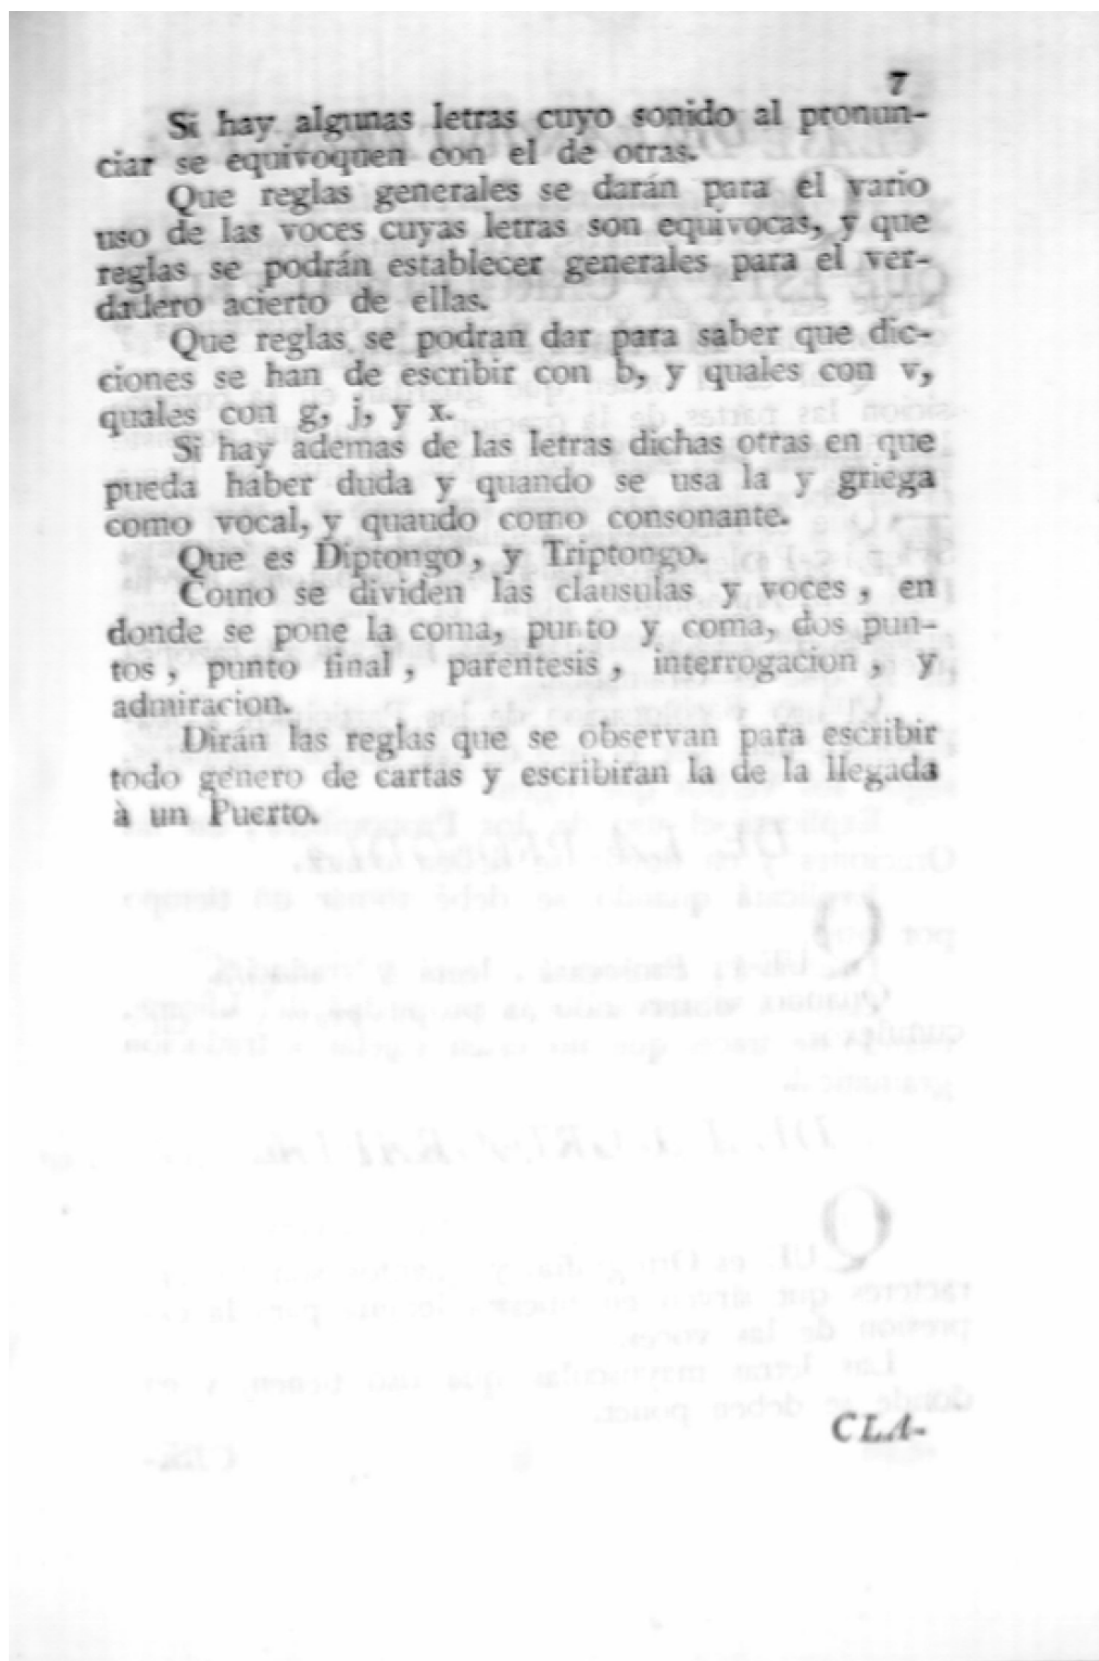 7
Si hay algunas letras cuyo sonido al pronun-
ciar se equivoquen con el de otras.
Que reglas generales se darán para el vario
uso de las voces cuyas letras son equivocas, y que
reglas se podrán establecer generales para el ver-
dadero acierto de ellas.
Que reglas se podran dar para saber que dic-
ciones se han de escribir con b, y quales con v,
quales con g, j, y x.
Si hay ademas de las letras dichas otras en que
pueda haber duda y quando se usa la y griega
como vocal, y quaudo como consonante.
Que es Diptongo, y Triptongo.
Como se dividen las clausulas y voces, en
donde se pone la coma, punto y coma, dos pun-
tos, punto final, parentesis, interrogacion, y
admiracion.
Dirán las reglas que se observan para escribir
todo género de cartas y escribiran la de la llegada
à un Puerto.
CLA-